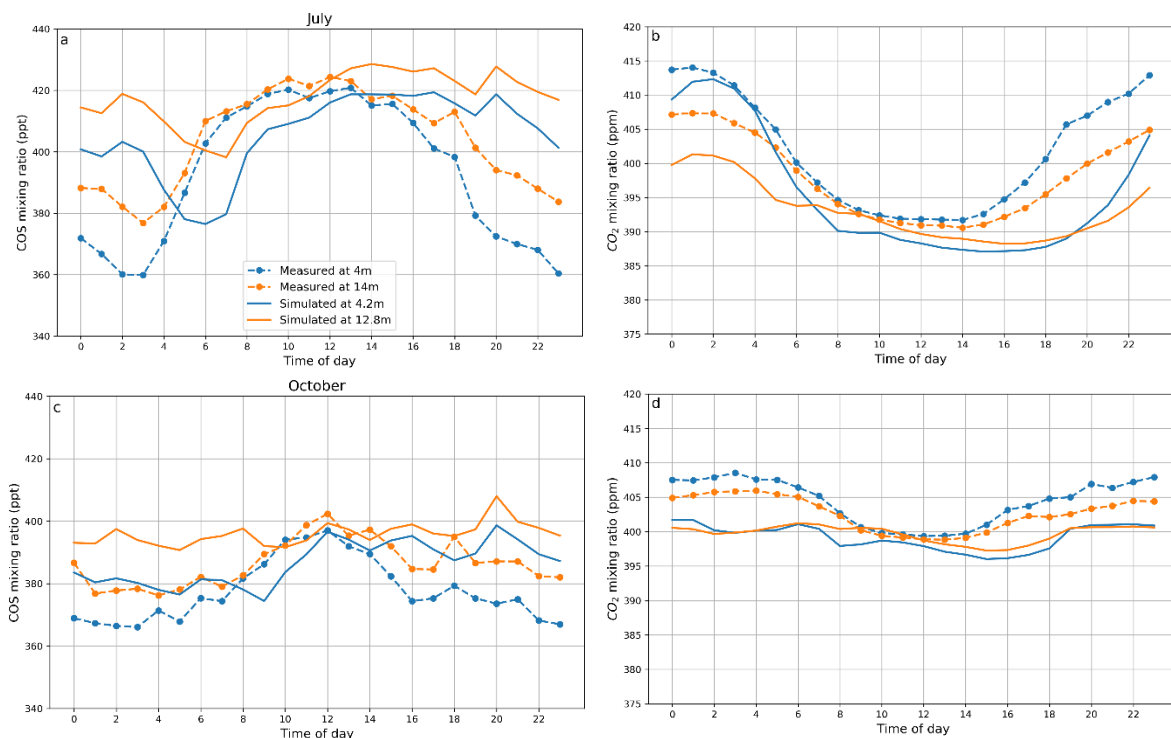 July
a
COS mixing ratio (ppt)
440
420
400
380
360
340
Measured at 4m
Measured at 14m
Simulated at 4.2m
Simulated at 12.8m
0 2 4 6 8 10 12 14 16 18 20 22
Time of day
b
CO2 mixing ratio (ppm)
420
415
410
405
400
395
390
385
380
375
0 2 4 6 8 10 12 14 16 18 20 22
Time of day
October
c
COS mixing ratio (ppt)
440
420
400
380
360
340
0 2 4 6 8 10 12 14 16 18 20 22
Time of day
d
CO2 mixing ratio (ppm)
420
415
410
405
400
395
390
385
380
375
0 2 4 6 8 10 12 14 16 18 20 22
Time of day